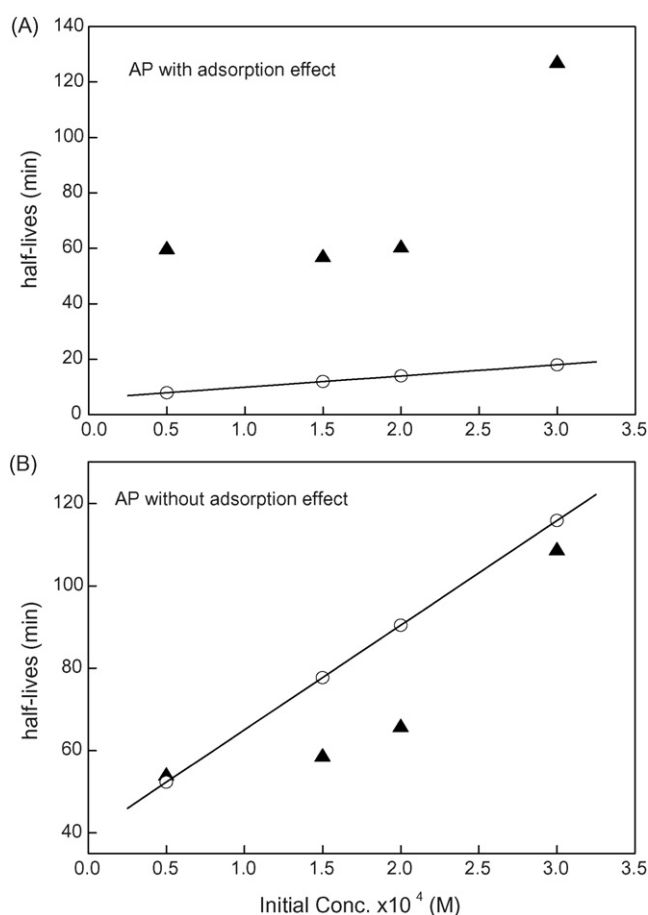 (A)
140
120
100
80
60
40
20
0
AP with adsorption effect
half-lives (min)
0.0 0.5 1.0 1.5 2.0 2.5 3.0 3.5
(B)
120
100
80
60
40
AP without adsorption effect
half-lives (min)
0.0 0.5 1.0 1.5 2.0 2.5 3.0 3.5
Initial Conc. x10 4 (M)